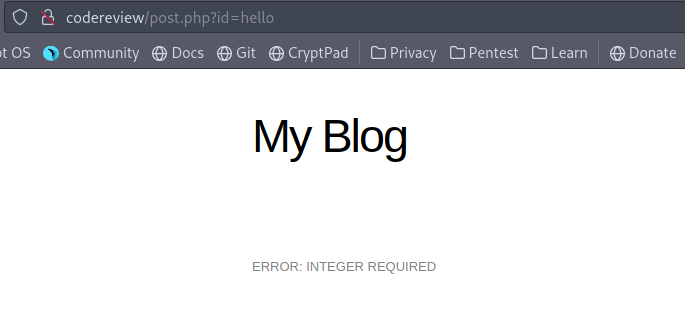 codereview/post.php?id=hello
ot OS Community Docs Git CryptPad Privacy Pentest Learn Donate
My Blog
ERROR: INTEGER REQUIRED